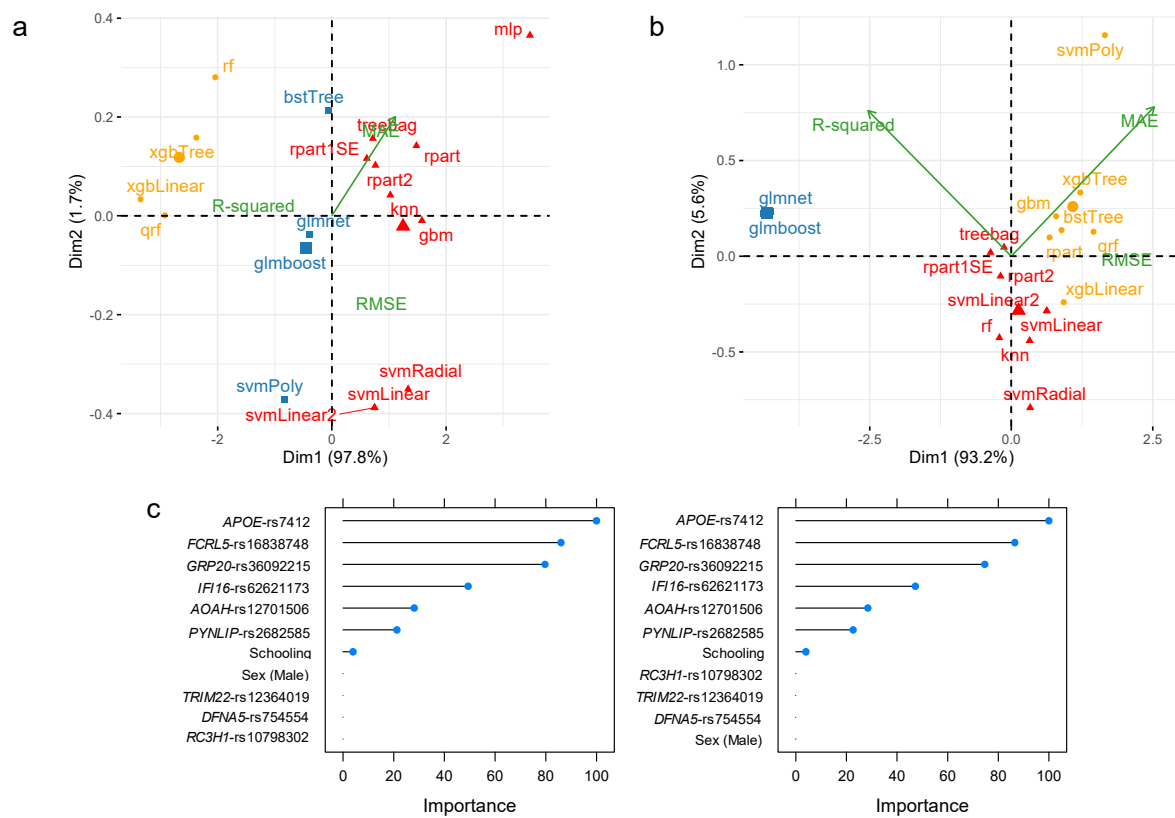 a
0.4
0.2
0.0
-0.2
-0.4
Dim2 (1.7%)
mlp
rf
bstTree
MAE
treebag
rpart1SE
rpart
xgbTree
rpart2
xgbLinear
R-squared
knn
glmnet
qrf
gbm
glmboost
RMSE
svmRadial
svmPoly
svmLinear
svmLinear2
-2
0
2
Dim1 (97.8%)
b
1.0
0.5
0.0
-0.5
Dim2 (5.6%)
svmPoly
R-squared
MAE
xgbTree
glmnet
gbm
bstTree
glmboost
treebag
rpart
qrf
rpart1SE
RMSE
rpart2
svmLinear2
xgbLinear
rf
svmLinear
knn
svmRadial
-2.5
0.0
2.5
Dim1 (93.2%)
c
APOE-rs7412
FCRL5-rs16838748
GRP20-rs36092215
IFI16-rs62621173
AOAH-rs12701506
PYNLIP-rs2682585
Schooling
Sex (Male)
TRIM22-rs12364019
DFNA5-rs754554
RC3H1-rs10798302
0 20 40 60 80 100
Importance
APOE-rs7412
FCRL5-rs16838748
GRP20-rs36092215
IFI16-rs62621173
AOAH-rs12701506
PYNLIP-rs2682585
Schooling
RC3H1-rs10798302
TRIM22-rs12364019
DFNA5-rs754554
Sex (Male)
0 20 40 60 80 100
Importance